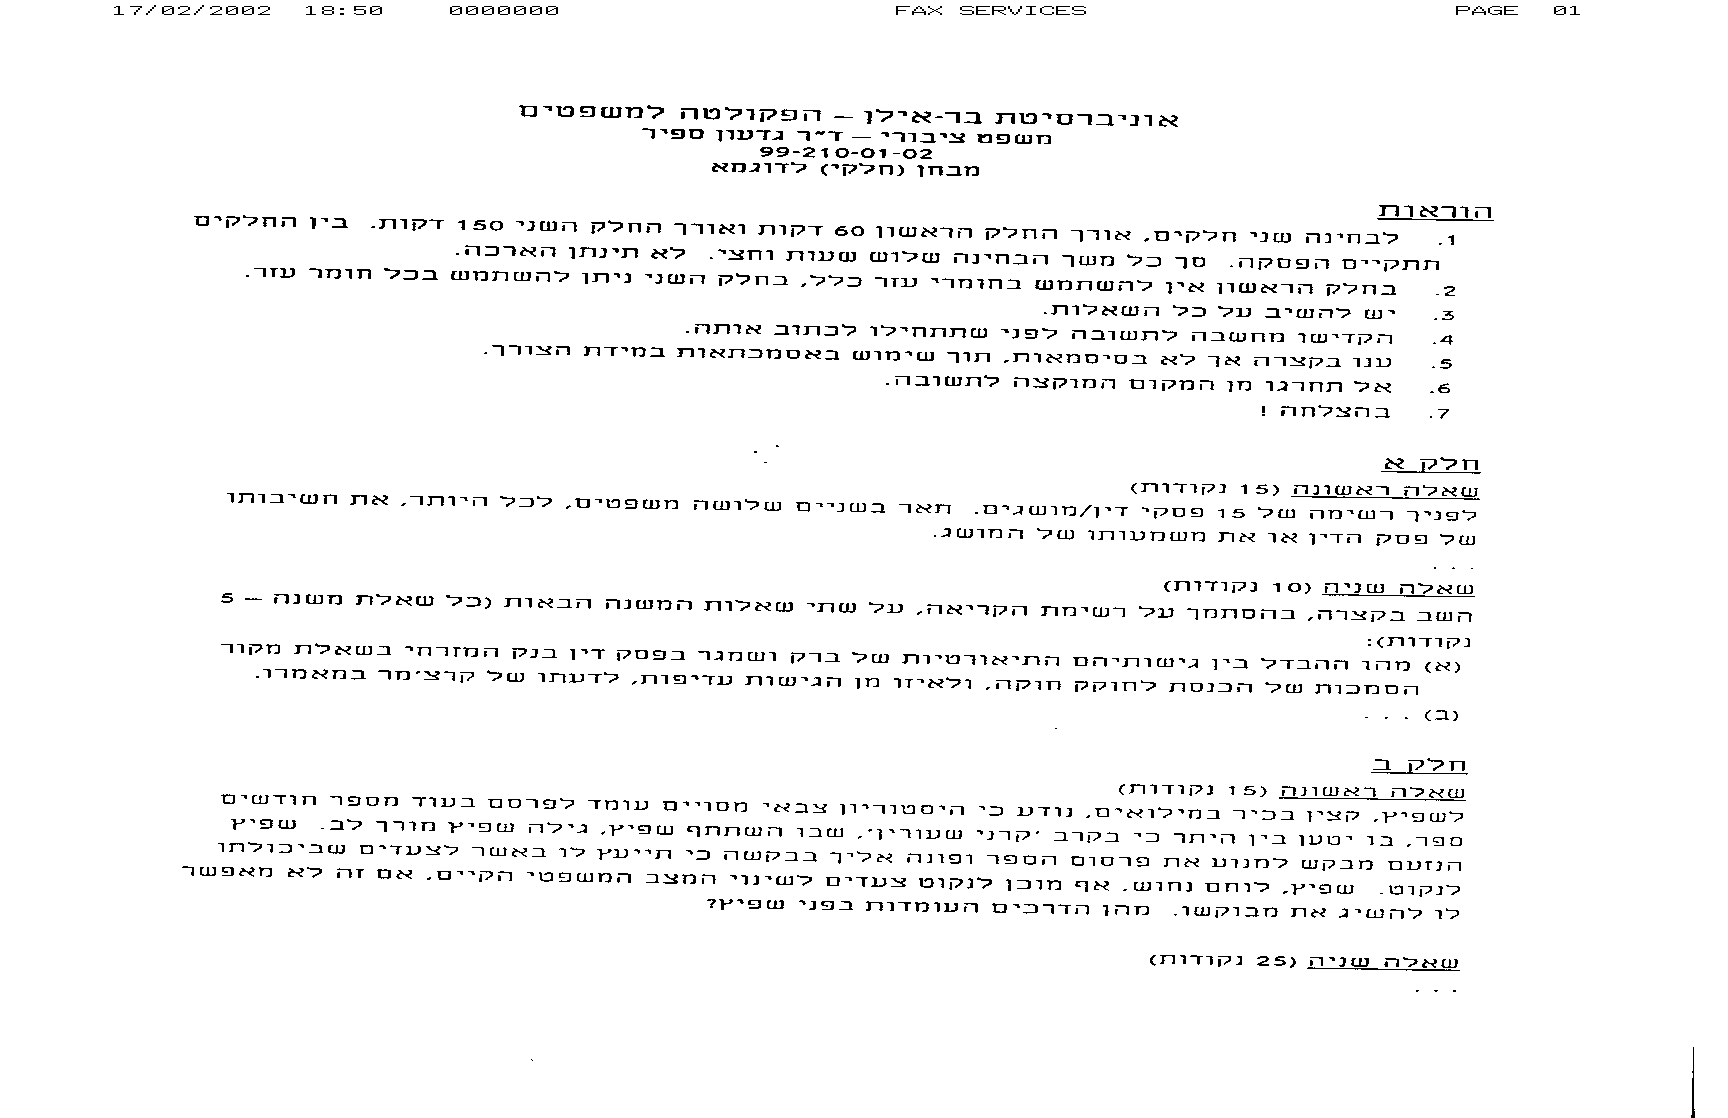 17/02/2002 18:50 0000000 FAX SERVICES PAGE 01
אוניברסיטת בר-אילן – הפקולטה למשפטים
משפט ציבורי – ד"ר גדעון ספיר
99-210-01-02
מבחן (חלקי) לדוגמא
הוראות
1. לבחינה שני חלקים, אורך החלק הראשון 60 דקות ואורך החלק השני 150 דקות. בין החלקים
תתקיים הפסקה. סך כל משך הבחינה שלוש שעות וחצי. לא תינתן הארכה.
2. בחלק הראשון אין להשתמש בחומרי עזר כלל, בחלק השני ניתן להשתמש בכל חומר עזר.
3. יש להשיב על כל השאלות.
4. הקדישו מחשבה לתשובה לפני שתתחילו לכתוב אותה.
5. ענו בקצרה אך לא בסיסמאות, תוך שימוש באסמכתאות במידת הצורך.
6. אל תחרגו מן המקום המוקצה לתשובה.
7. בהצלחה !
חלק א
שאלה ראשונה (15 נקודות)
לפניך רשימה של 15 פסקי דין/מושגים. תאר בשניים שלושה משפטים, לכל היותר, את חשיבותו
של פסק הדין או את משמעותו של המושג.
. . .
שאלה שניה (10 נקודות)
השב בקצרה, בהסתמך על רשימת הקריאה, על שתי שאלות המשנה הבאות (כל שאלת משנה – 5
נקודות):
(א) מהו ההבדל בין גישותיהם התיאורטיות של ברק ושמגר בפסק דין בנק המזרחי בשאלת מקור
הסמכות של הכנסת לחוקק חוקה, ולאיזו מן הגישות עדיפות, לדעתו של קרצ'מר במאמרו.
(ב) . . .
חלק ב
שאלה ראשונה (15 נקודות)
לשפיץ, קצין בכיר במילואים, נודע כי היסטוריון צבאי מסויים עומד לפרסם בעוד מספר חודשים
ספר, בו יטען בין היתר כי בקרב 'קרני שעורין', שבו השתתף שפיץ, גילה שפיץ מורך לב. שפיץ
הנזעם מבקש למנוע את פרסום הספר ופונה אליך בבקשה כי תייעץ לו באשר לצעדים שביכולתו
לנקוט. שפיץ, לוחם נחוש, אף מוכן לנקוט צעדים לשינוי המצב המשפטי הקיים, אם זה לא מאפשר
לו להשיג את מבוקשו. מהן הדרכים העומדות בפני שפיץ?
שאלה שניה (25 נקודות)
. . .